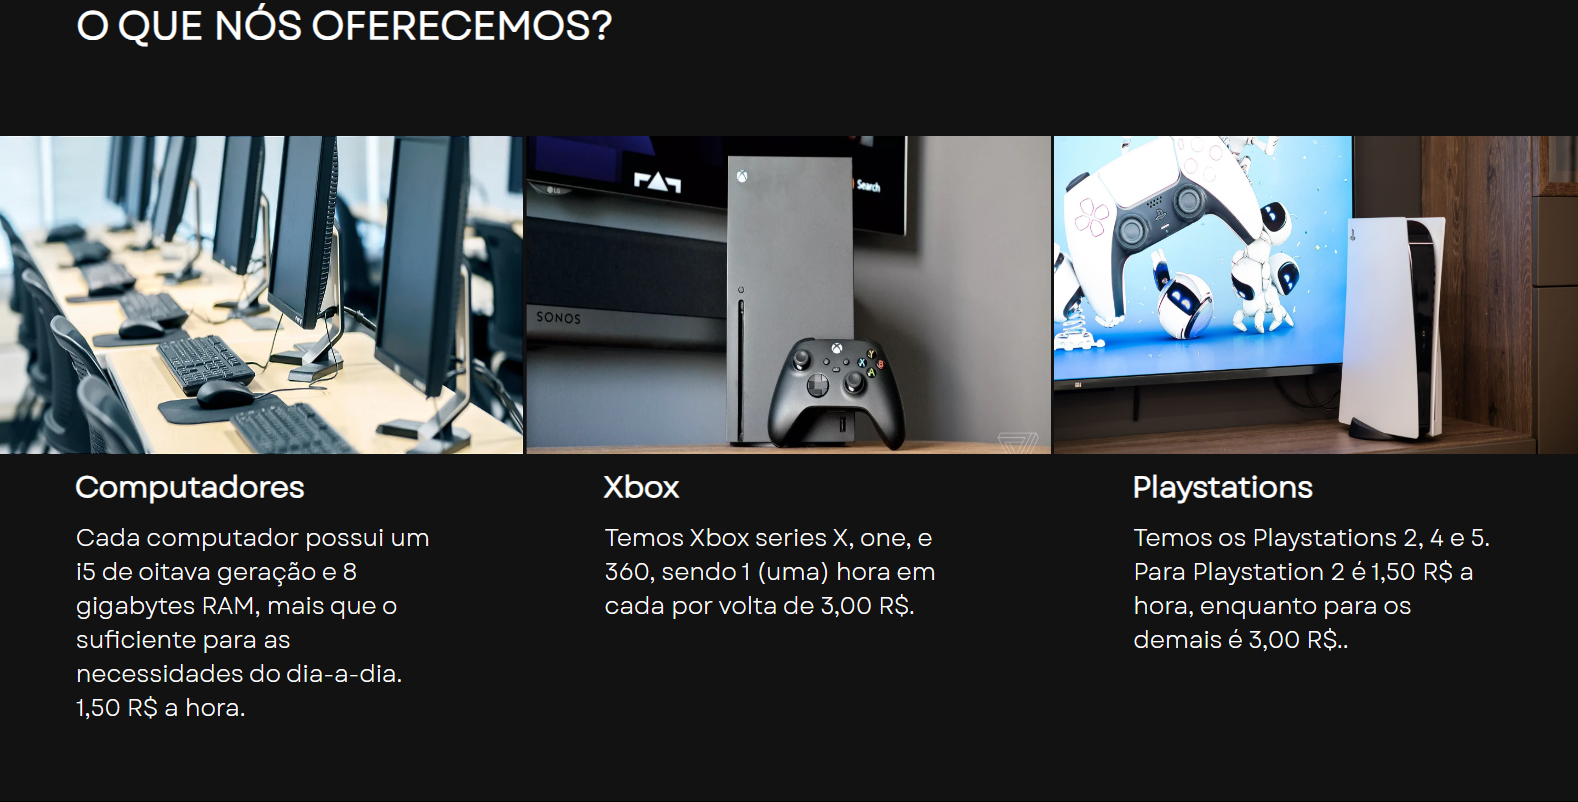 O QUE NÓS OFERECEMOS?
LG
Search
SONOS
Y
X B
A
mi
Computadores
Cada computador possui um
i5 de oitava geração e 8
gigabytes RAM, mais que o
suficiente para as
necessidades do dia-a-dia.
1,50 R$ a hora.
Xbox
Temos Xbox series X, one, e
360, sendo 1 (uma) hora em
cada por volta de 3,00 R$.
Playstations
Temos os Playstations 2, 4 e 5.
Para Playstation 2 é 1,50 R$ a
hora, enquanto para os
demais é 3,00 R$..